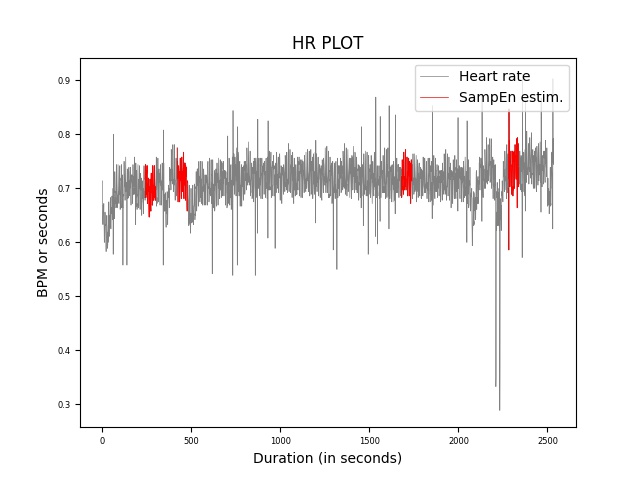 HR PLOT
Heart rate
SampEn estim.
BPM or seconds
0.9
0.8
0.7
0.6
0.5
0.4
0.3
0 500 1000 1500 2000 2500
Duration (in seconds)